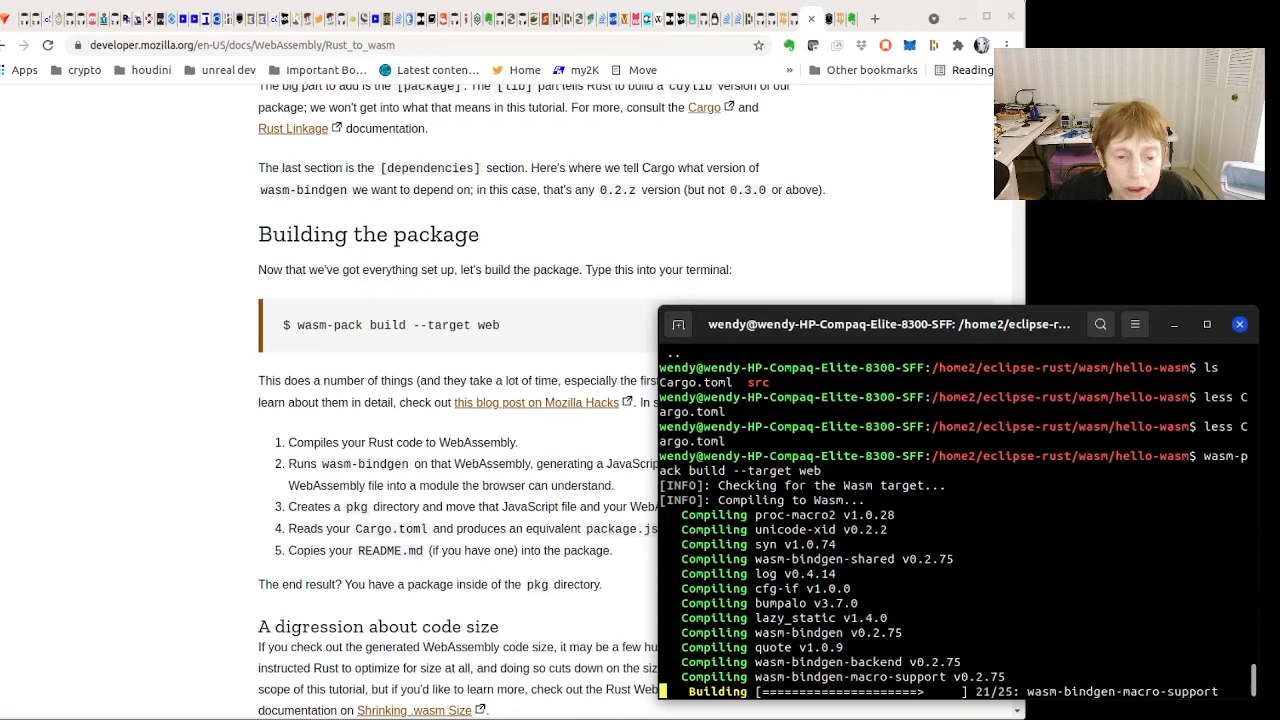 developer.mozilla.org/en-US/docs/WebAssembly/Rust_to_wasm
Apps crypto houdini unreal dev Important Bo... Latest conten... Home my2K Move » Other bookmarks Reading
The big part to add is the [package]. The [lib] part tells Rust to build a cdylib version of our
package; we won't get into what that means in this tutorial. For more, consult the Cargo and
Rust Linkage documentation.
The last section is the [dependencies] section. Here's where we tell Cargo what version of
wasm-bindgen we want to depend on; in this case, that's any 0.2.z version (but not 0.3.0 or above).
Building the package
Now that we've got everything set up, let's build the package. Type this into your terminal:
$ wasm-pack build --target web
This does a number of things (and they take a lot of time, especially the firs
learn about them in detail, check out this blog post on Mozilla Hacks. In s
1. Compiles your Rust code to WebAssembly.
2. Runs wasm-bindgen on that WebAssembly, generating a JavaScrip
WebAssembly file into a module the browser can understand.
3. Creates a pkg directory and move that JavaScript file and your WebA
4. Reads your Cargo.toml and produces an equivalent package.js
5. Copies your README.md (if you have one) into the package.
The end result? You have a package inside of the pkg directory.
A digression about code size
If you check out the generated WebAssembly code size, it may be a few hu
instructed Rust to optimize for size at all, and doing so cuts down on the siz
scope of this tutorial, but if you'd like to learn more, check out the Rust Web
documentation on Shrinking .wasm Size.
wendy@wendy-HP-Compaq-Elite-8300-SFF: /home2/eclipse-r...
..
wendy@wendy-HP-Compaq-Elite-8300-SFF:/home2/eclipse-rust/wasm/hello-wasm$ ls
Cargo.toml src
wendy@wendy-HP-Compaq-Elite-8300-SFF:/home2/eclipse-rust/wasm/hello-wasm$ less C
argo.toml
wendy@wendy-HP-Compaq-Elite-8300-SFF:/home2/eclipse-rust/wasm/hello-wasm$ less C
argo.toml
wendy@wendy-HP-Compaq-Elite-8300-SFF:/home2/eclipse-rust/wasm/hello-wasm$ wasm-p
ack build --target web
[INFO]: Checking for the Wasm target...
[INFO]: Compiling to Wasm...
Compiling proc-macro2 v1.0.28
Compiling unicode-xid v0.2.2
Compiling syn v1.0.74
Compiling wasm-bindgen-shared v0.2.75
Compiling log v0.4.14
Compiling cfg-if v1.0.0
Compiling bumpalo v3.7.0
Compiling lazy_static v1.4.0
Compiling wasm-bindgen v0.2.75
Compiling quote v1.0.9
Compiling wasm-bindgen-backend v0.2.75
Compiling wasm-bindgen-macro-support v0.2.75
Building [=====================> ] 21/25: wasm-bindgen-macro-support